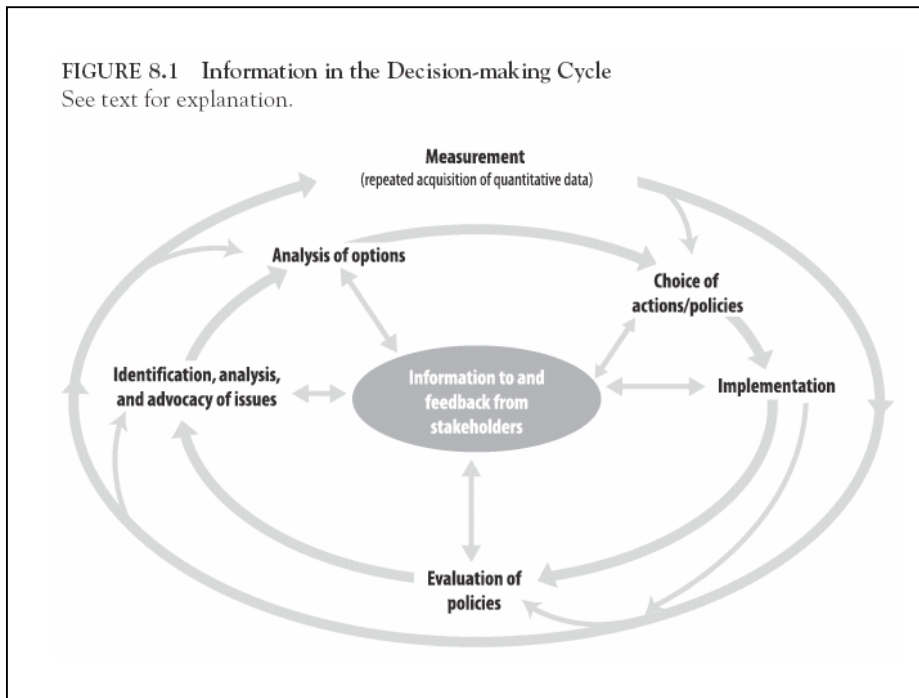 FIGURE 8.1 Information in the Decision-making Cycle
See text for explanation.
Measurement
(repeated acquisition of quantitative data)
Analysis of options
Choice of
actions/policies
Identification, analysis,
and advocacy of issues
Information to and
feedback from
stakeholders
Implementation
Evaluation of
policies